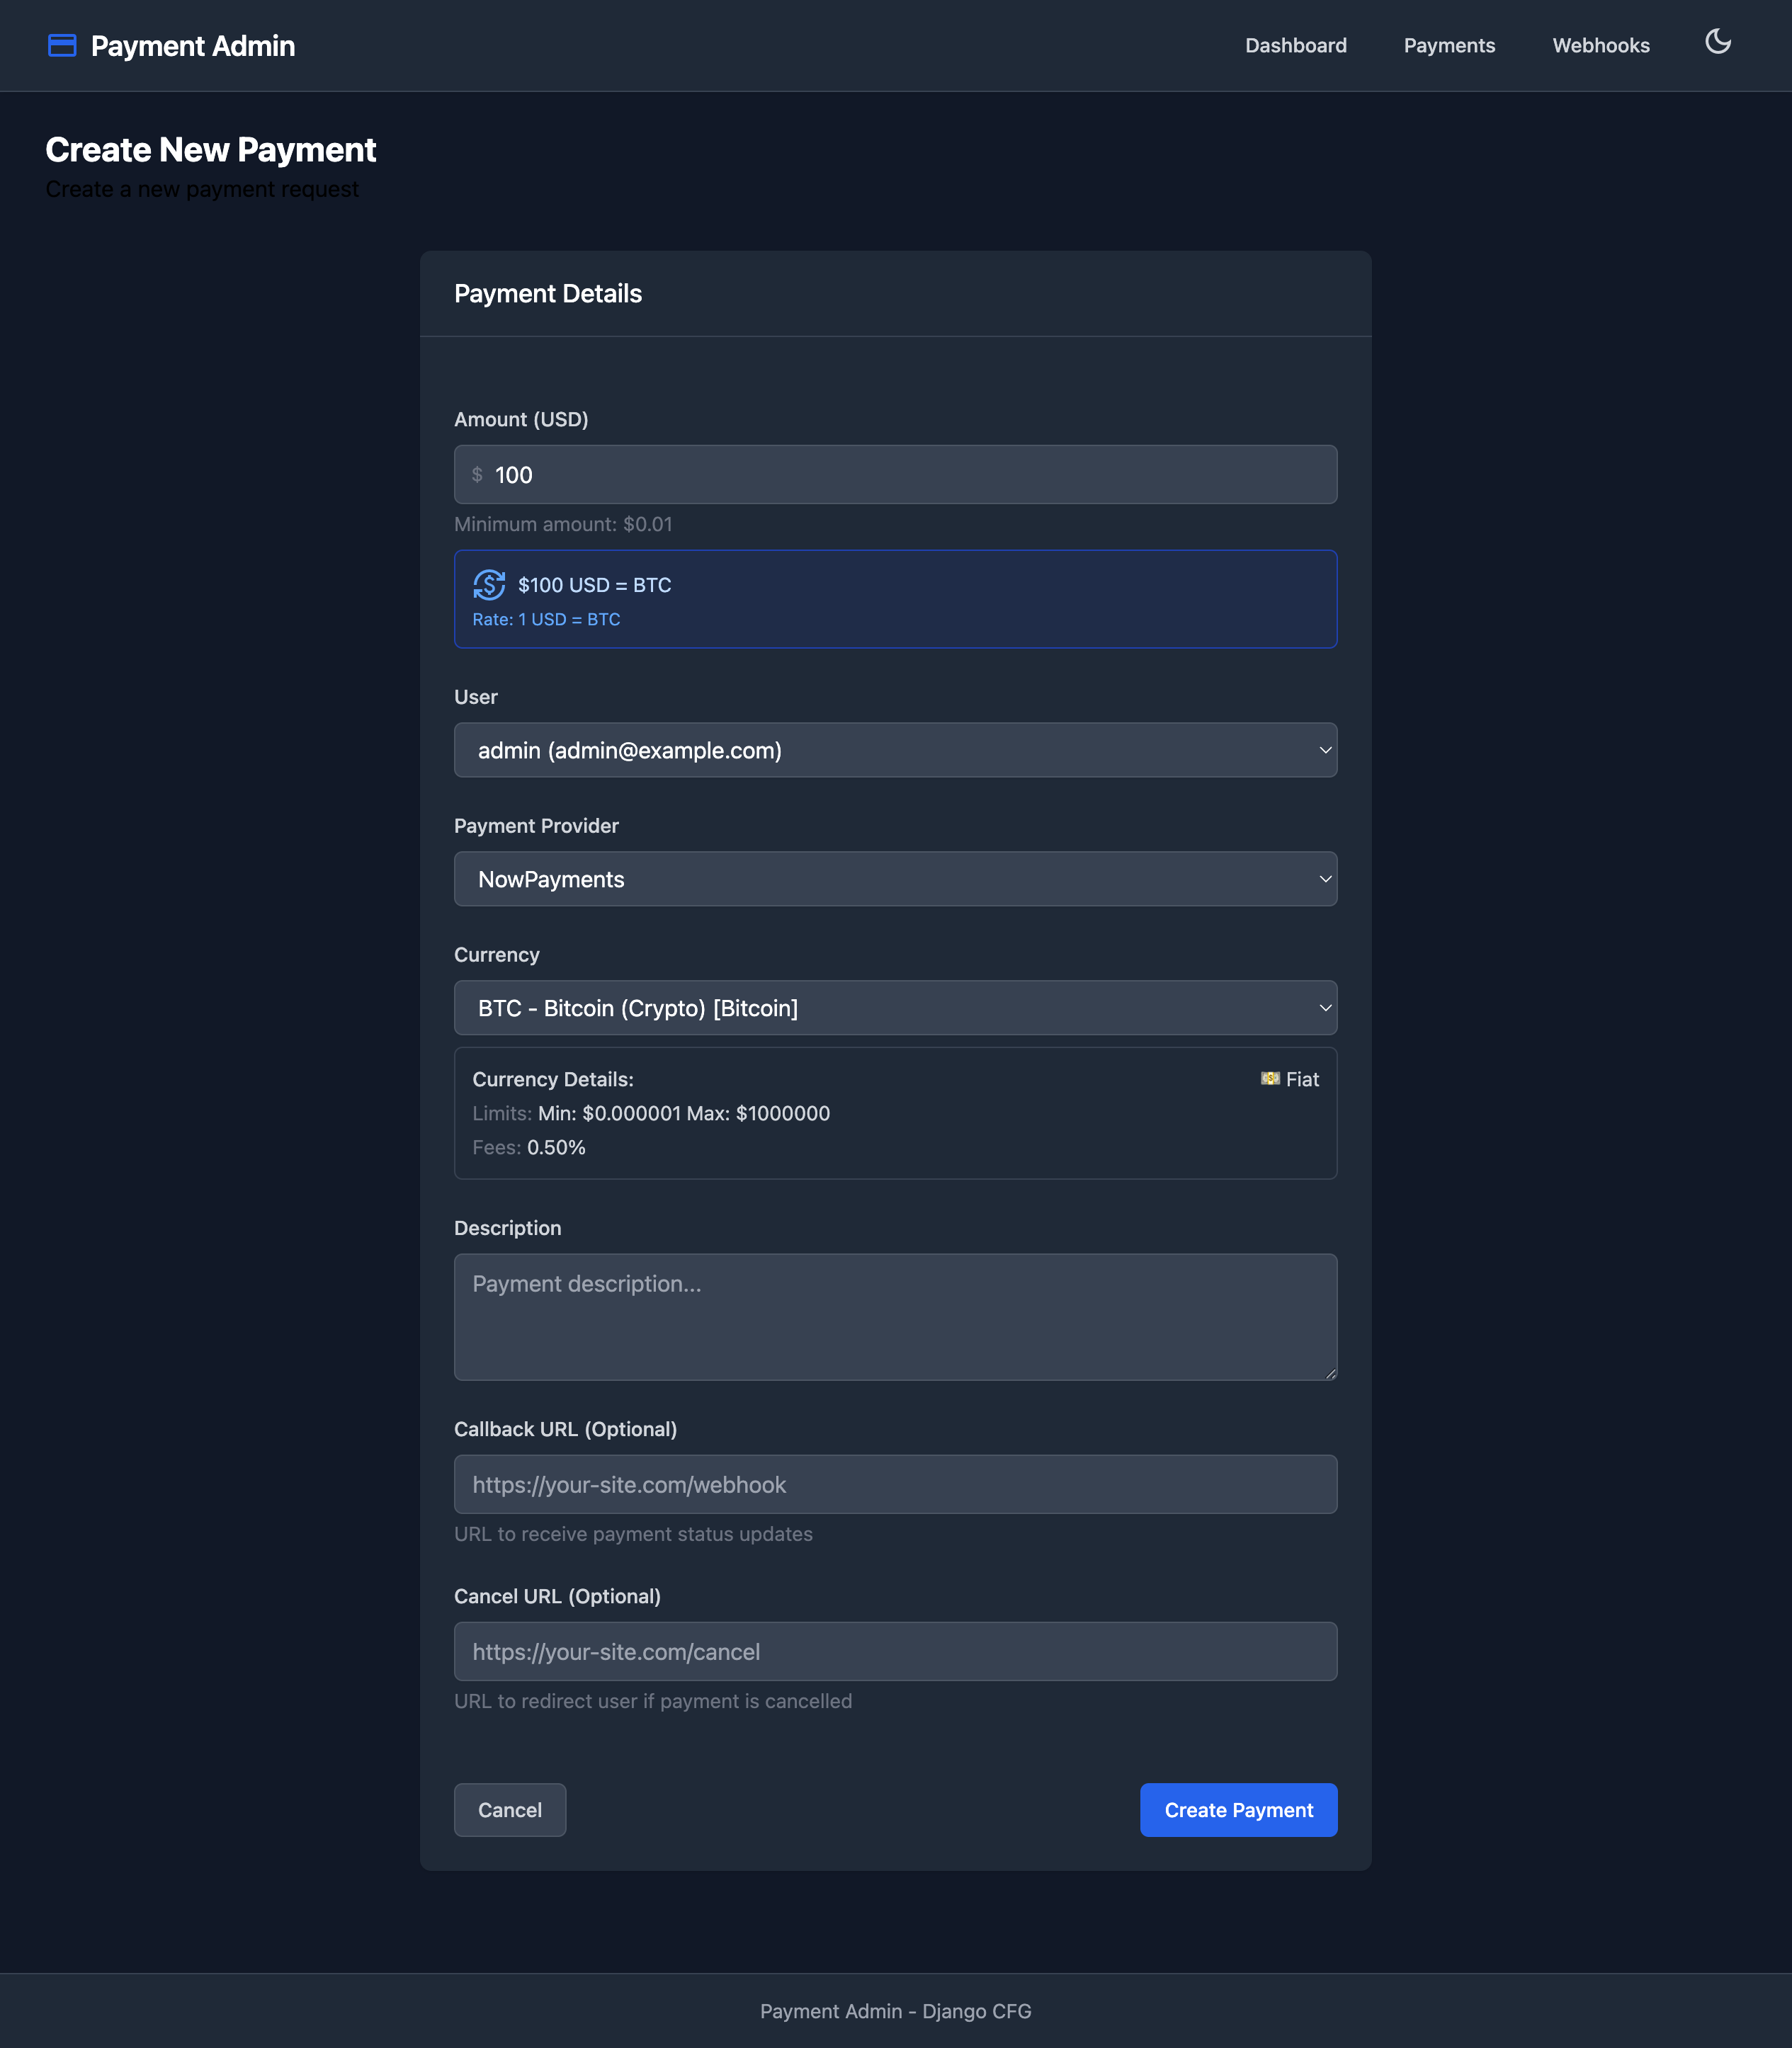 Payment Admin
Dashboard
Payments
Webhooks
Create New Payment
Create a new payment request
Payment Details
Amount (USD)
$ 100
Minimum amount: $0.01
$100 USD = BTC
Rate: 1 USD = BTC
User
admin (admin@example.com)
Payment Provider
NowPayments
Currency
BTC - Bitcoin (Crypto) [Bitcoin]
Currency Details:
💵 Fiat
Limits: Min: $0.000001 Max: $1000000
Fees: 0.50%
Description
Payment description...
Callback URL (Optional)
https://your-site.com/webhook
URL to receive payment status updates
Cancel URL (Optional)
https://your-site.com/cancel
URL to redirect user if payment is cancelled
Cancel
Create Payment
Payment Admin - Django CFG